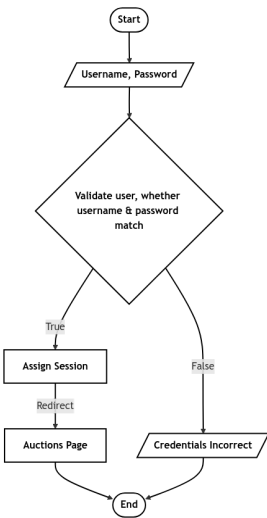 Start
Username, Password
Validate user, whether
username & password
match
True
False
Assign Session
Redirect
Auctions Page
Credentials Incorrect
End